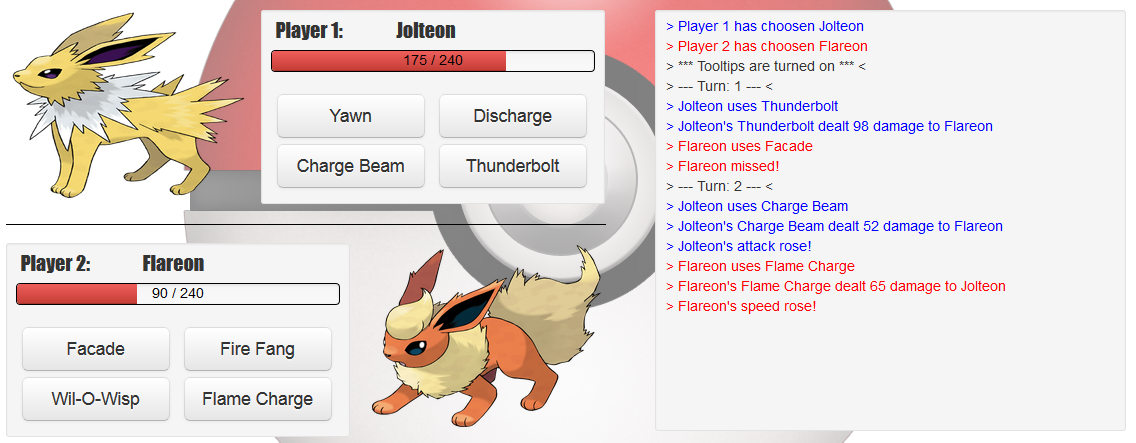 Player 1: Jolteon
175 / 240
Yawn Discharge
Charge Beam Thunderbolt
Player 2: Flareon
90 / 240
Facade Fire Fang
Wil-O-Wisp Flame Charge
> Player 1 has choosen Jolteon
> Player 2 has choosen Flareon
> *** Tooltips are turned on *** <
> --- Turn: 1 --- <
> Jolteon uses Thunderbolt
> Jolteon's Thunderbolt dealt 98 damage to Flareon
> Flareon uses Facade
> Flareon missed!
> --- Turn: 2 --- <
> Jolteon uses Charge Beam
> Jolteon's Charge Beam dealt 52 damage to Flareon
> Jolteon's attack rose!
> Flareon uses Flame Charge
> Flareon's Flame Charge dealt 65 damage to Jolteon
> Flareon's speed rose!